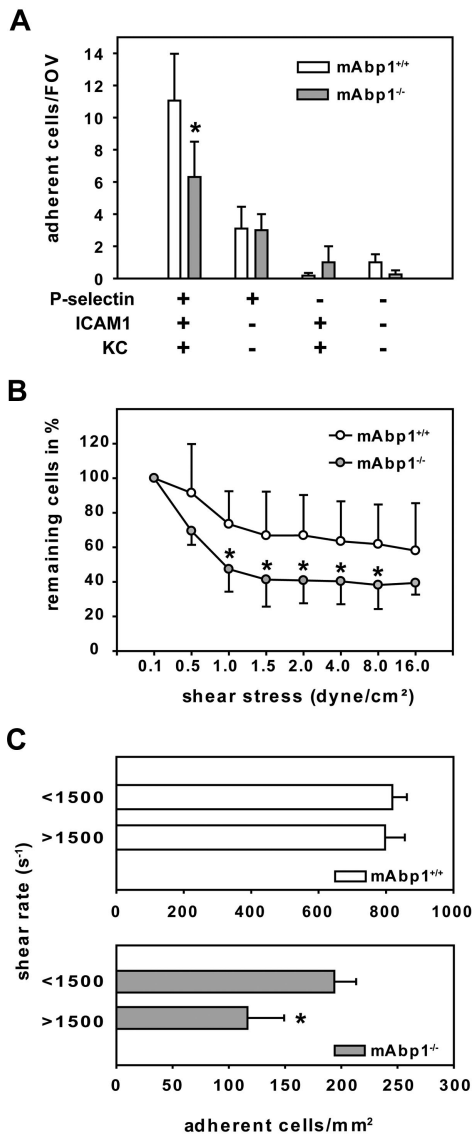 A
adherent cells/FOV
14
12
10
8
6
4
2
0
mAbp1+/+
mAbp1-/-
*
P-selectin + + - -
ICAM1 + - + -
KC + - + -
B
remaining cells in %
120
100
80
60
40
20
0
mAbp1+/+
mAbp1-/-
* * * * *
0.1 0.5 1.0 1.5 2.0 4.0 8.0 16.0
shear stress (dyne/cm²)
C
shear rate (s-1)
<1500
>1500
mAbp1+/+
0 200 400 600 800 1000
<1500
>1500 *
mAbp1-/-
0 50 100 150 200 250 300
adherent cells/mm²